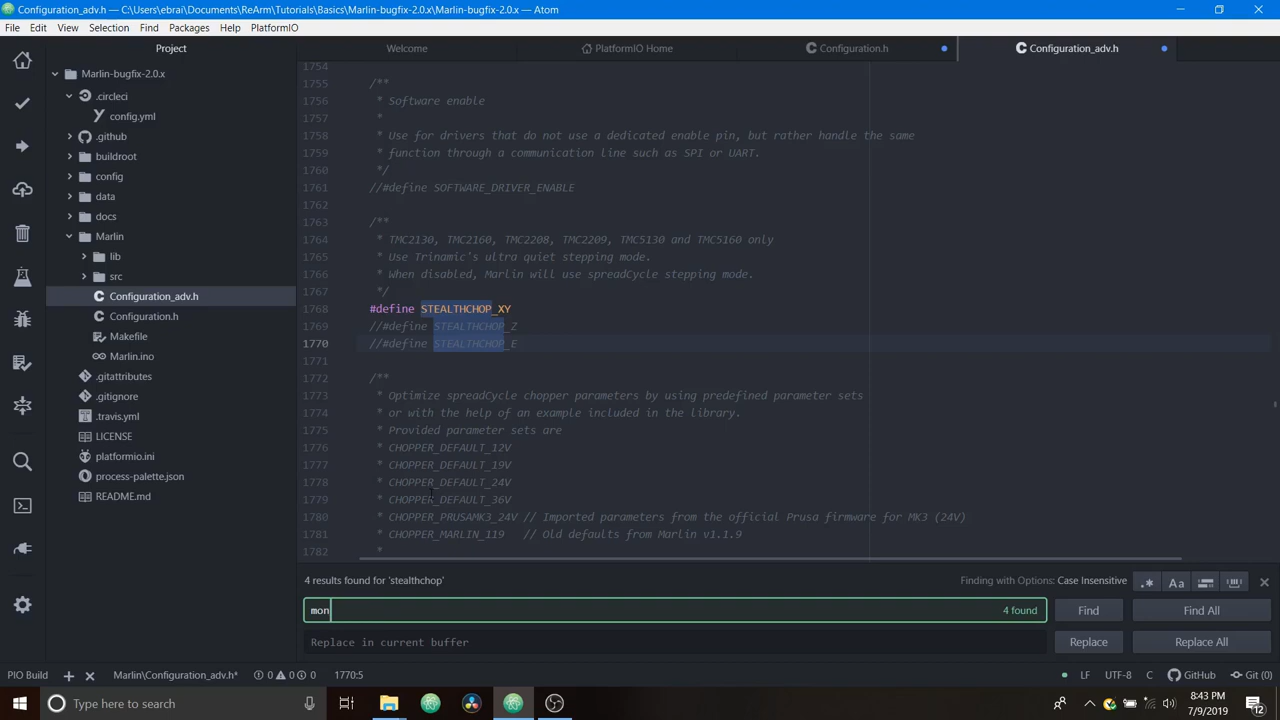 Configuration_adv.h — C:\Users\ebrai\Documents\ReArm\Tutorials\Basics\Marlin-bugfix-2.0.x\Marlin-bugfix-2.0.x — Atom
File Edit View Selection Find Packages Help PlatformIO
Project
Welcome
PlatformIO Home
Configuration.h
Configuration_adv.h
Marlin-bugfix-2.0.x
.circleci
config.yml
.github
buildroot
config
data
docs
Marlin
lib
src
Configuration_adv.h
Configuration.h
Makefile
Marlin.ino
.gitattributes
.gitignore
.travis.yml
LICENSE
platformio.ini
process-palette.json
README.md
1754
1755 /**
1756 * Software enable
1757 *
1758 * Use for drivers that do not use a dedicated enable pin, but rather handle the same
1759 * function through a communication line such as SPI or UART.
1760 */
1761 //#define SOFTWARE_DRIVER_ENABLE
1762
1763 /**
1764 * TMC2130, TMC2160, TMC2208, TMC2209, TMC5130 and TMC5160 only
1765 * Use Trinamic's ultra quiet stepping mode.
1766 * When disabled, Marlin will use spreadCycle stepping mode.
1767 */
1768 #define STEALTHCHOP_XY
1769 //#define STEALTHCHOP_Z
1770 //#define STEALTHCHOP_E
1771
1772 /**
1773 * Optimize spreadCycle chopper parameters by using predefined parameter sets
1774 * or with the help of an example included in the library.
1775 * Provided parameter sets are
1776 * CHOPPER_DEFAULT_12V
1777 * CHOPPER_DEFAULT_19V
1778 * CHOPPER_DEFAULT_24V
1779 * CHOPPER_DEFAULT_36V
1780 * CHOPPER_PRUSAMK3_24V // Imported parameters from the official Prusa firmware for MK3 (24V)
1781 * CHOPPER_MARLIN_119 // Old defaults from Marlin v1.1.9
1782 *
4 results found for 'stealthchop'
Finding with Options: Case Insensitive
.* Aa
mon
4 found
Find
Find All
Replace in current buffer
Replace
Replace All
PIO Build
Marlin\Configuration_adv.h*
0 0 0
1770:5
LF UTF-8 C GitHub Git (0)
Type here to search
8:43 PM
7/9/2019
12